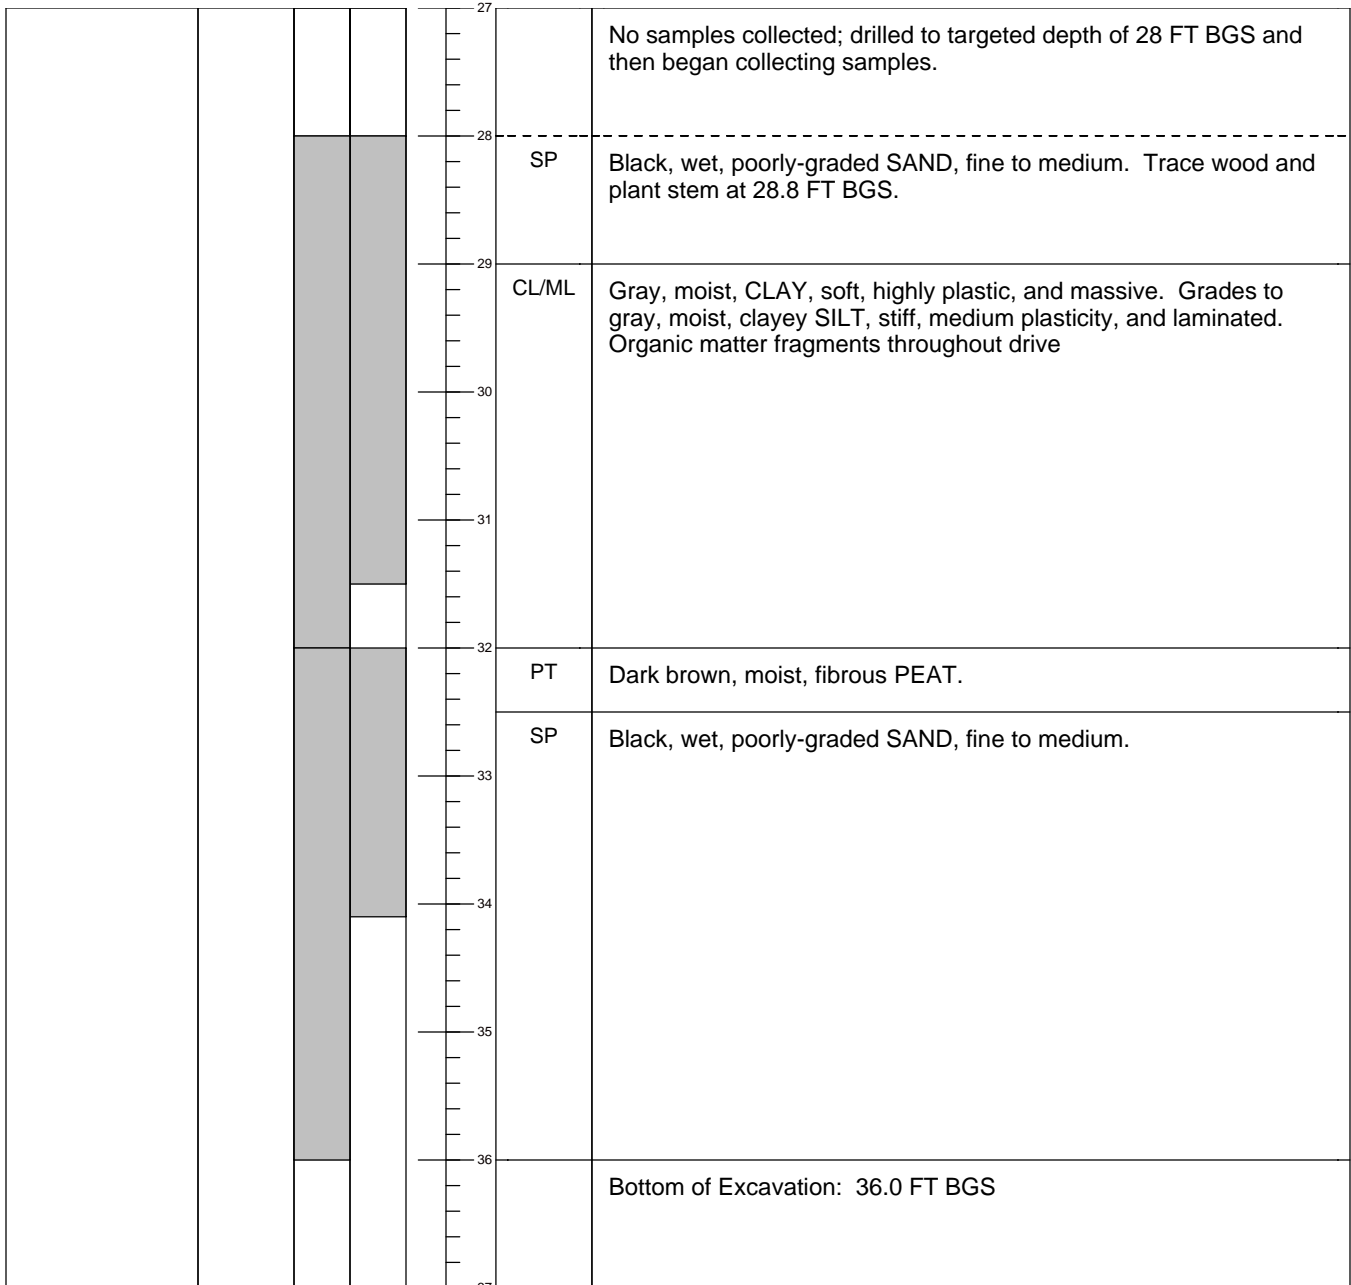 27
No samples collected; drilled to targeted depth of 28 FT BGS and
then began collecting samples.
28
SP
Black, wet, poorly-graded SAND, fine to medium. Trace wood and
plant stem at 28.8 FT BGS.
29
CL/ML
Gray, moist, CLAY, soft, highly plastic, and massive. Grades to
gray, moist, clayey SILT, stiff, medium plasticity, and laminated.
Organic matter fragments throughout drive
30
31
32
PT
Dark brown, moist, fibrous PEAT.
SP
Black, wet, poorly-graded SAND, fine to medium.
33
34
35
36
Bottom of Excavation: 36.0 FT BGS